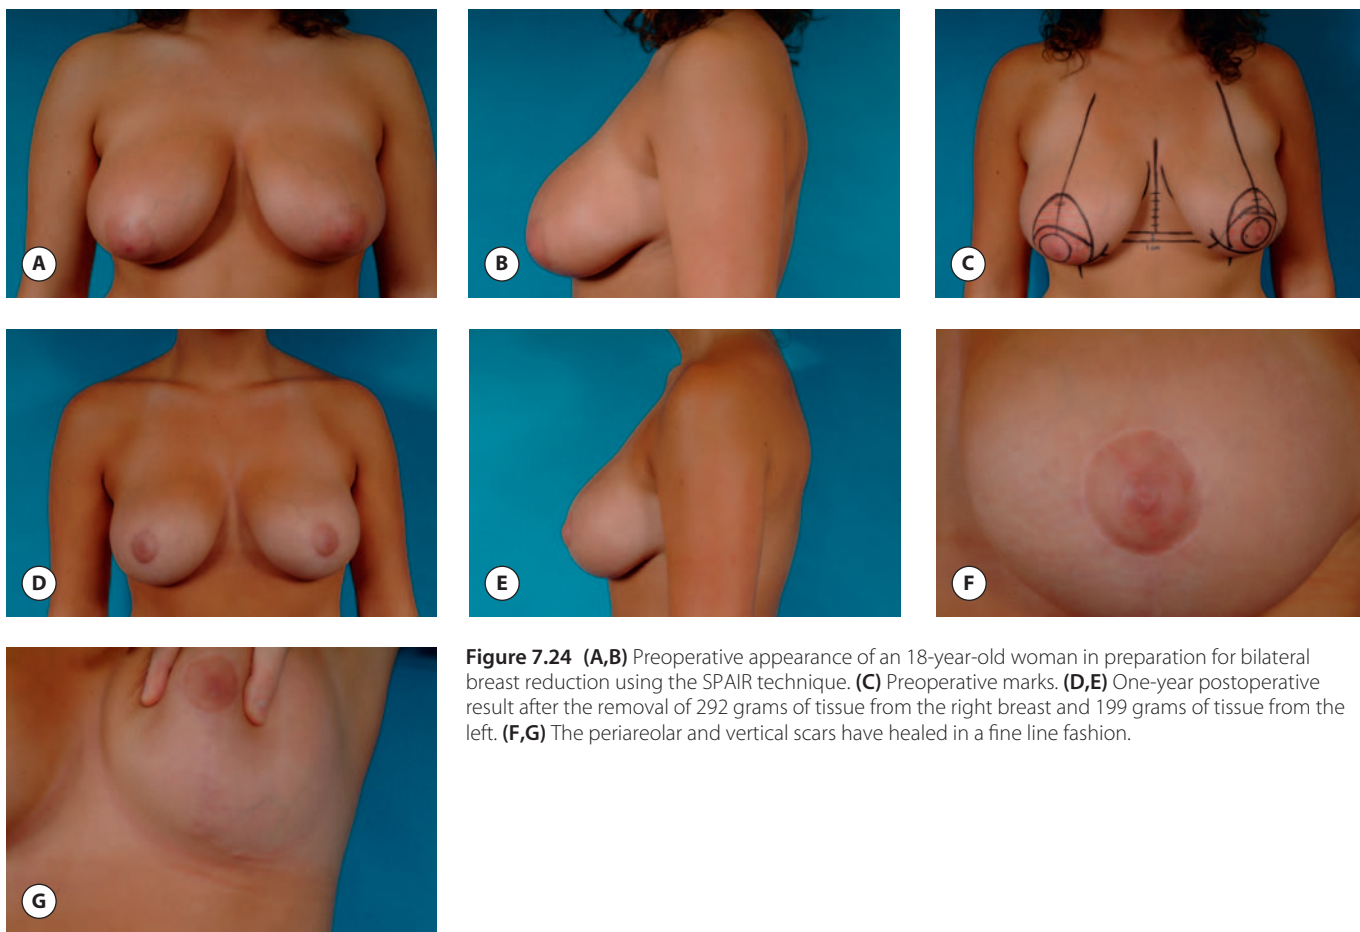 A
B
C
1 cm
D
E
F
G
Figure 7.24 (A,B) Preoperative appearance of an 18-year-old woman in preparation for bilateral
breast reduction using the SPAIR technique. (C) Preoperative marks. (D,E) One-year postoperative
result after the removal of 292 grams of tissue from the right breast and 199 grams of tissue from the
left. (F,G) The periareolar and vertical scars have healed in a fine line fashion.